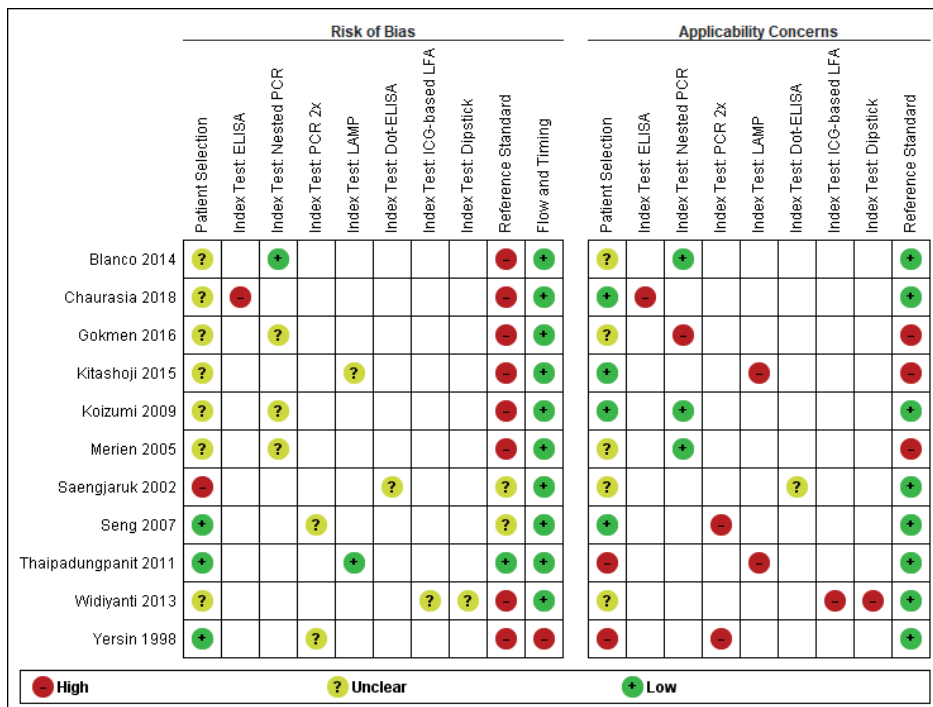 Risk of Bias
Applicability Concerns
Patient Selection
Index Test: ELISA
Index Test: Nested PCR
Index Test: PCR 2x
Index Test: LAMP
Index Test: Dot-ELISA
Index Test: ICG-based LFA
Index Test: Dipstick
Reference Standard
Flow and Timing
Patient Selection
Index Test: ELISA
Index Test: Nested PCR
Index Test: PCR 2x
Index Test: LAMP
Index Test: Dot-ELISA
Index Test: ICG-based LFA
Index Test: Dipstick
Reference Standard
Blanco 2014 ? + - + ? + +
Chaurasia 2018 ? - - + + - +
Gokmen 2016 ? ? - + ? - -
Kitashoji 2015 ? ? - + + - -
Koizumi 2009 ? ? - + + + +
Merien 2005 ? ? - + ? + -
Saengjaruk 2002 - ? ? + ? ? +
Seng 2007 + ? ? + + - +
Thaipadungpanit 2011 + + + + - - +
Widiyanti 2013 ? ? ? - + ? - - +
Yersin 1998 + ? - - - - +
- High ? Unclear + Low